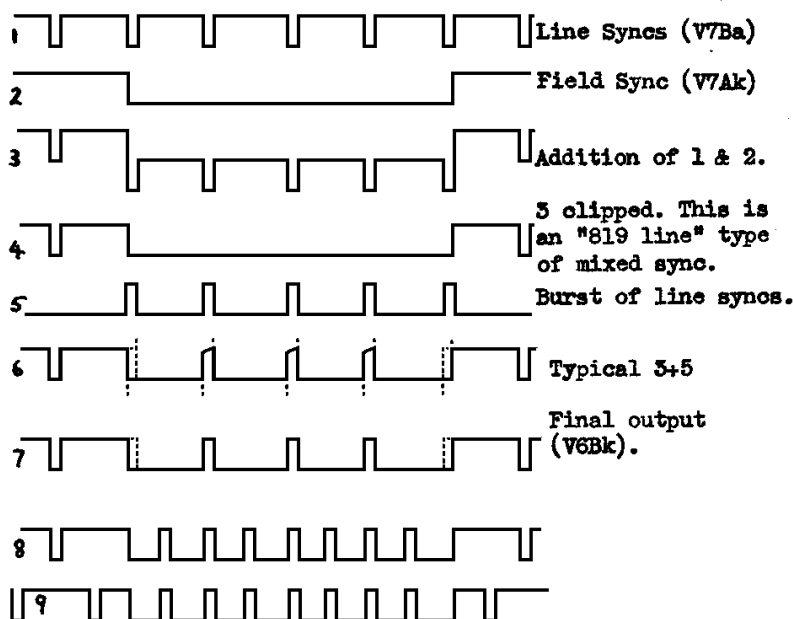 1 Line Syncs (V7Ba)
2 Field Sync (V7Ak)
3 Addition of 1 & 2.
3 clipped. This is
4 an "819 line" type
of mixed sync.
5 Burst of line syncs.
6 Typical 3+5
Final output
7 (V6Bk).
8
9